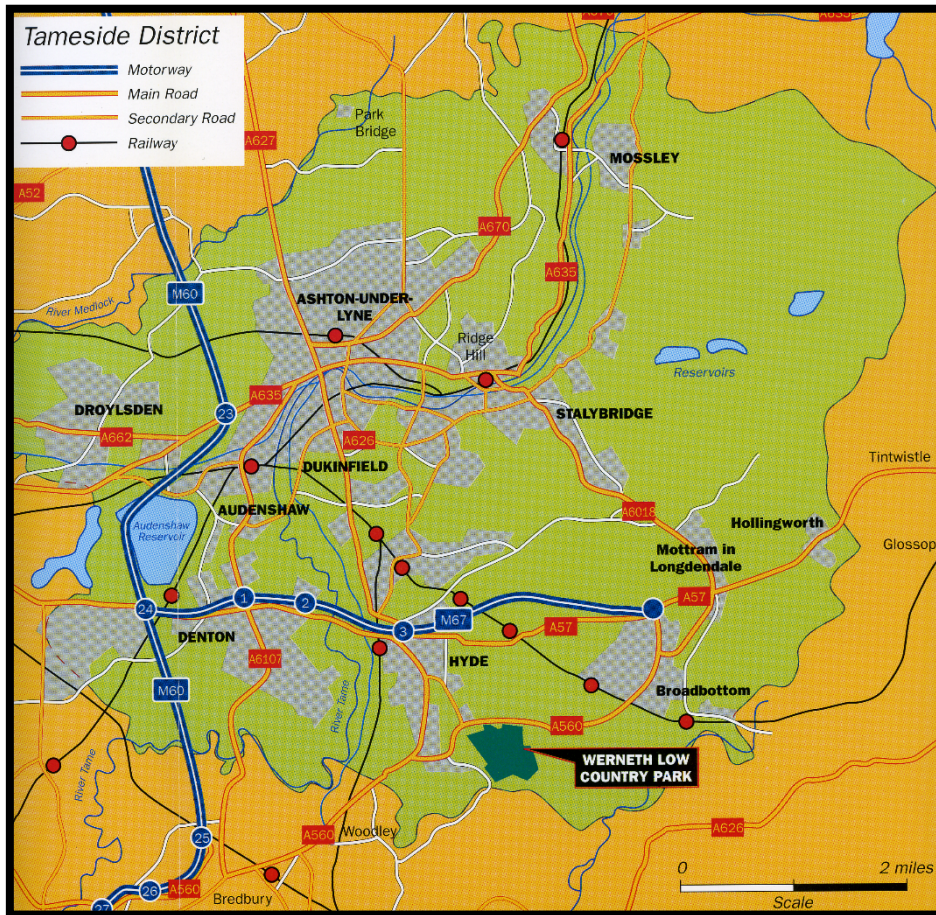 Tameside District
Motorway
Main Road
Secondary Road
Railway
A670
A635
Park
Bridge
A627
MOSSLEY
A52
A670
A635
M60
River Medlock
ASHTON-UNDER-
LYNE
Ridge
Hill
Reservoirs
A635
DROYLSDEN
23
STALYBRIDGE
A662
A626
DUKINFIELD
Tintwistle
AUDENSHAW
A6018
Hollingworth
Audenshaw
Reservoir
Glossop
Mottram in
Longdendale
1
2
A57
24
M67
A57
DENTON
3
A6107
HYDE
M60
River Tame
Broadbottom
A560
River Tame
WERNETH LOW
COUNTRY PARK
A560
Woodley
A626
25
26
A560
27
Bredbury
0
2 miles
Scale